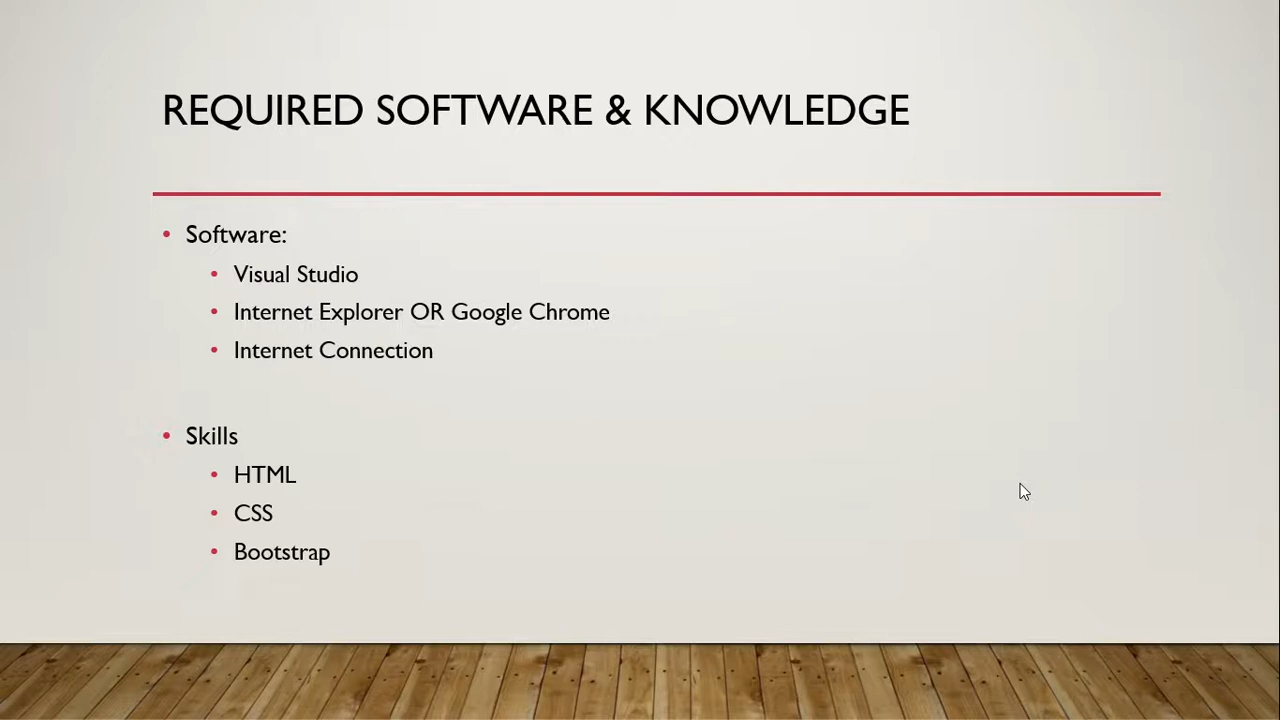 REQUIRED SOFTWARE & KNOWLEDGE
• Software:
• Visual Studio
• Internet Explorer OR Google Chrome
• Internet Connection
• Skills
• HTML
• CSS
• Bootstrap